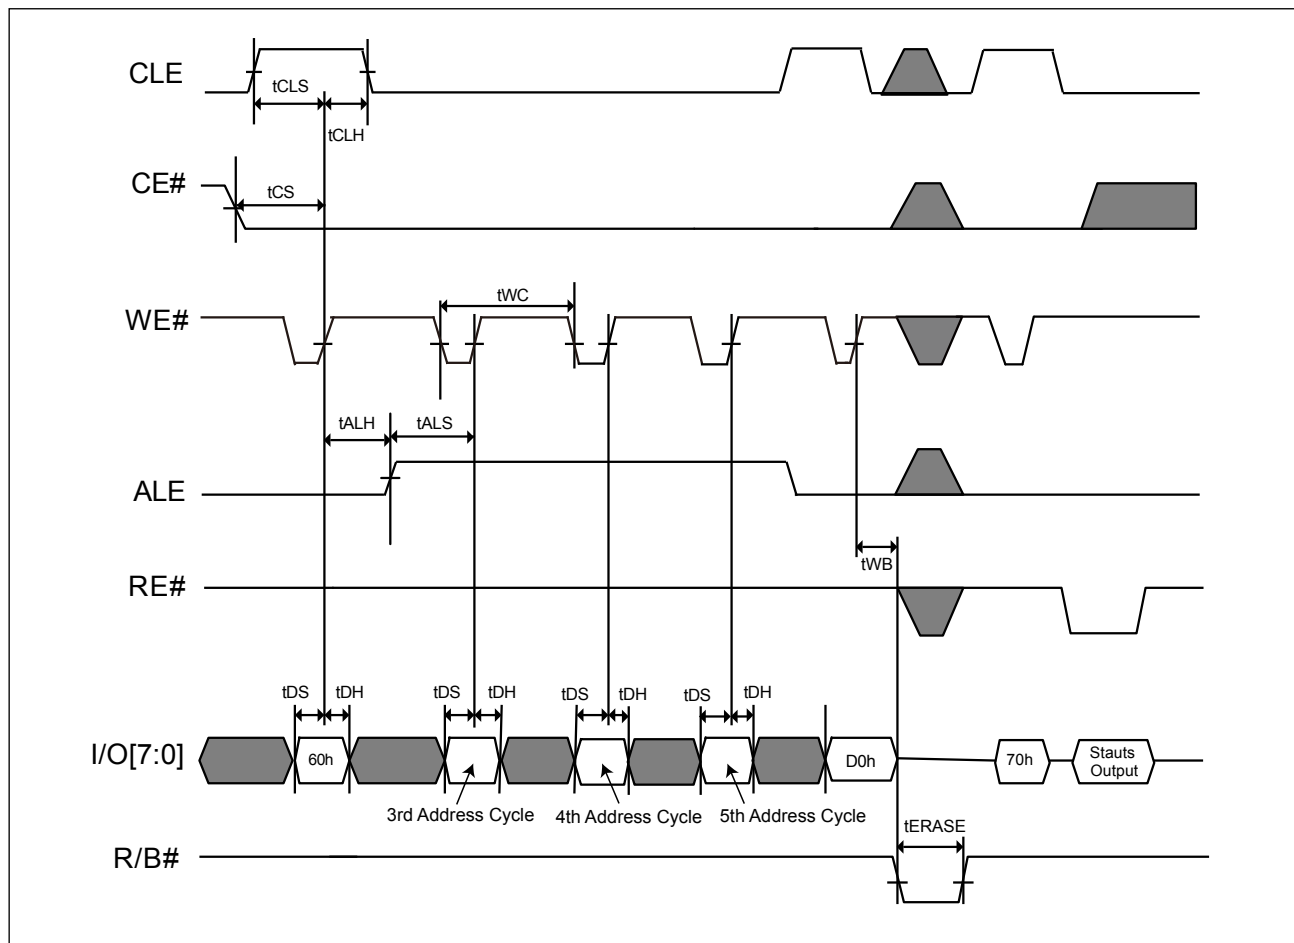 CLE
tCLS
tCLH
CE#
tCS
WE#
tWC
tALH
tALS
ALE
tWB
RE#
tDS
tDH
tDS
tDH
tDS
tDH
tDS
tDH
I/O[7:0]
60h
D0h
70h
Stauts
Output
3rd Address Cycle
4th Address Cycle
5th Address Cycle
tERASE
R/B#